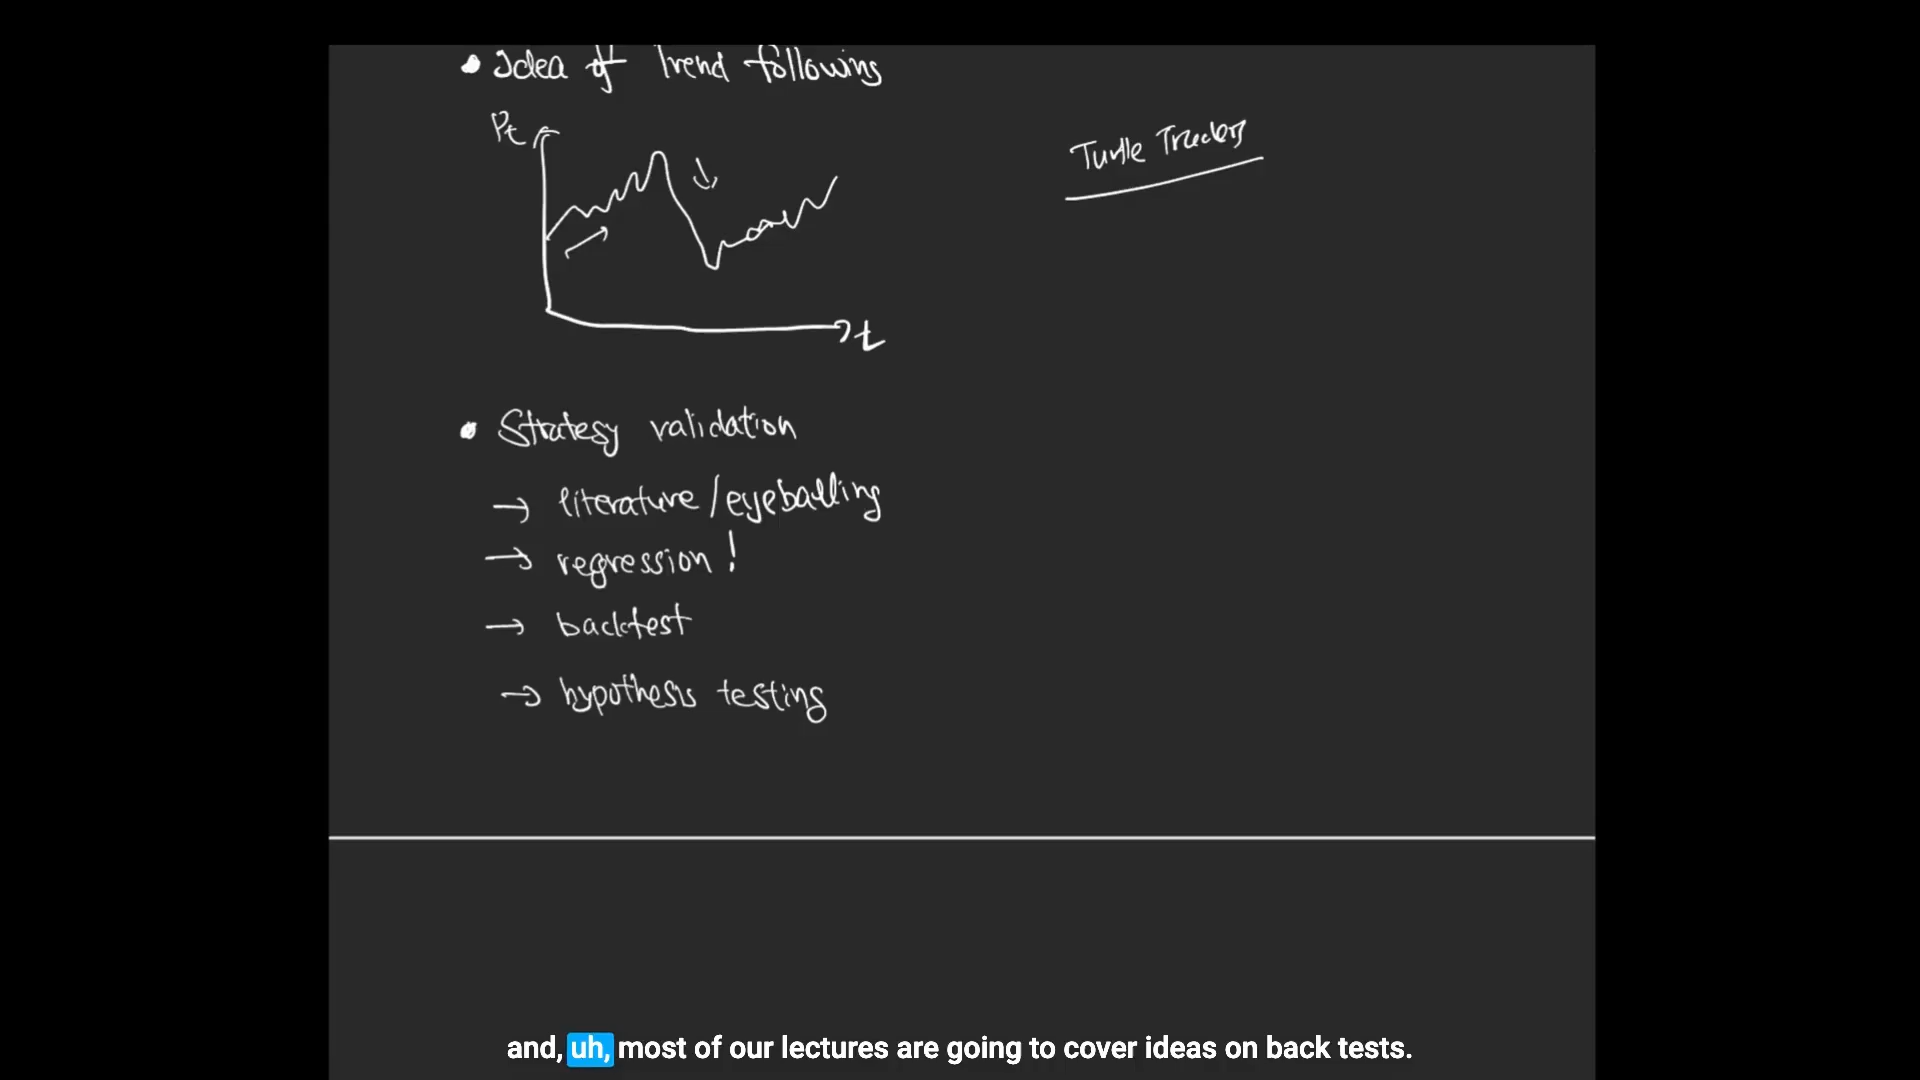 • Idea of Trend following
Pt
Turtle Traders
t
• Strategy validation
→ literature/eyeballing
→ regression!
→ backtest
→ hypothesis testing
and, uh, most of our lectures are going to cover ideas on back tests.